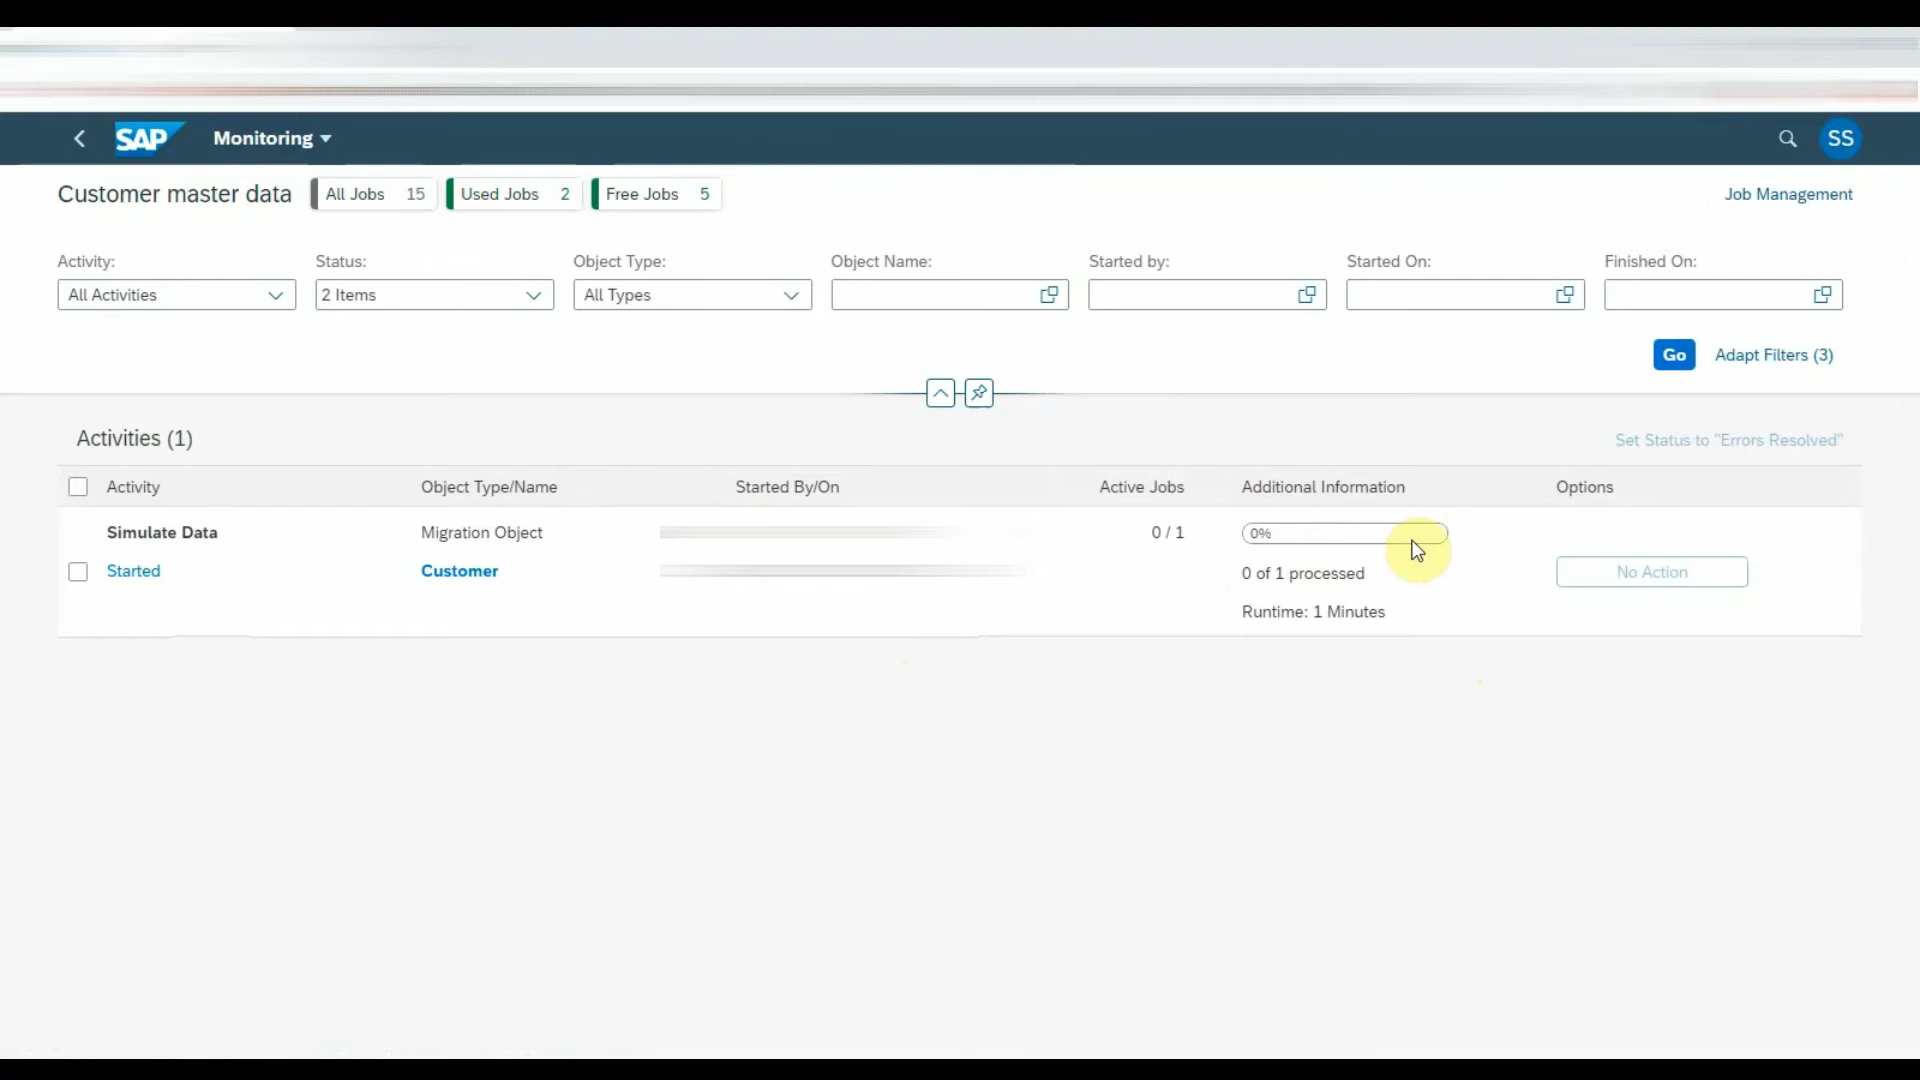 SAP Monitoring SS
Customer master data All Jobs 15 Used Jobs 2 Free Jobs 5 Job Management
Activity: Status: Object Type: Object Name: Started by: Started On: Finished On:
All Activities 2 Items All Types
Go Adapt Filters (3)
Activities (1) Set Status to "Errors Resolved"
Activity Object Type/Name Started By/On Active Jobs Additional Information Options
Simulate Data Migration Object 0 / 1 0%
Started Customer 0 of 1 processed No Action
Runtime: 1 Minutes